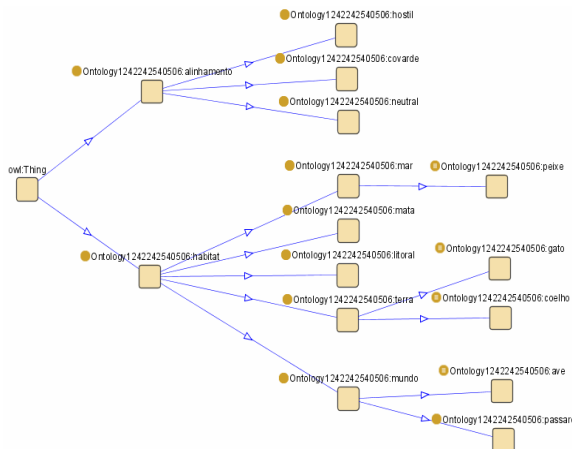 Ontology1242242540506:hostil
Ontology1242242540506:covarde
Ontology1242242540506:alinhamento
Ontology1242242540506:neutral
owl:Thing
Ontology1242242540506:mar
Ontology1242242540506:peixe
Ontology1242242540506:mata
Ontology1242242540506:habitat
Ontology1242242540506:litoral
Ontology1242242540506:gato
Ontology1242242540506:terra
Ontology1242242540506:coelho
Ontology1242242540506:mundo
Ontology1242242540506:ave
Ontology1242242540506:passar